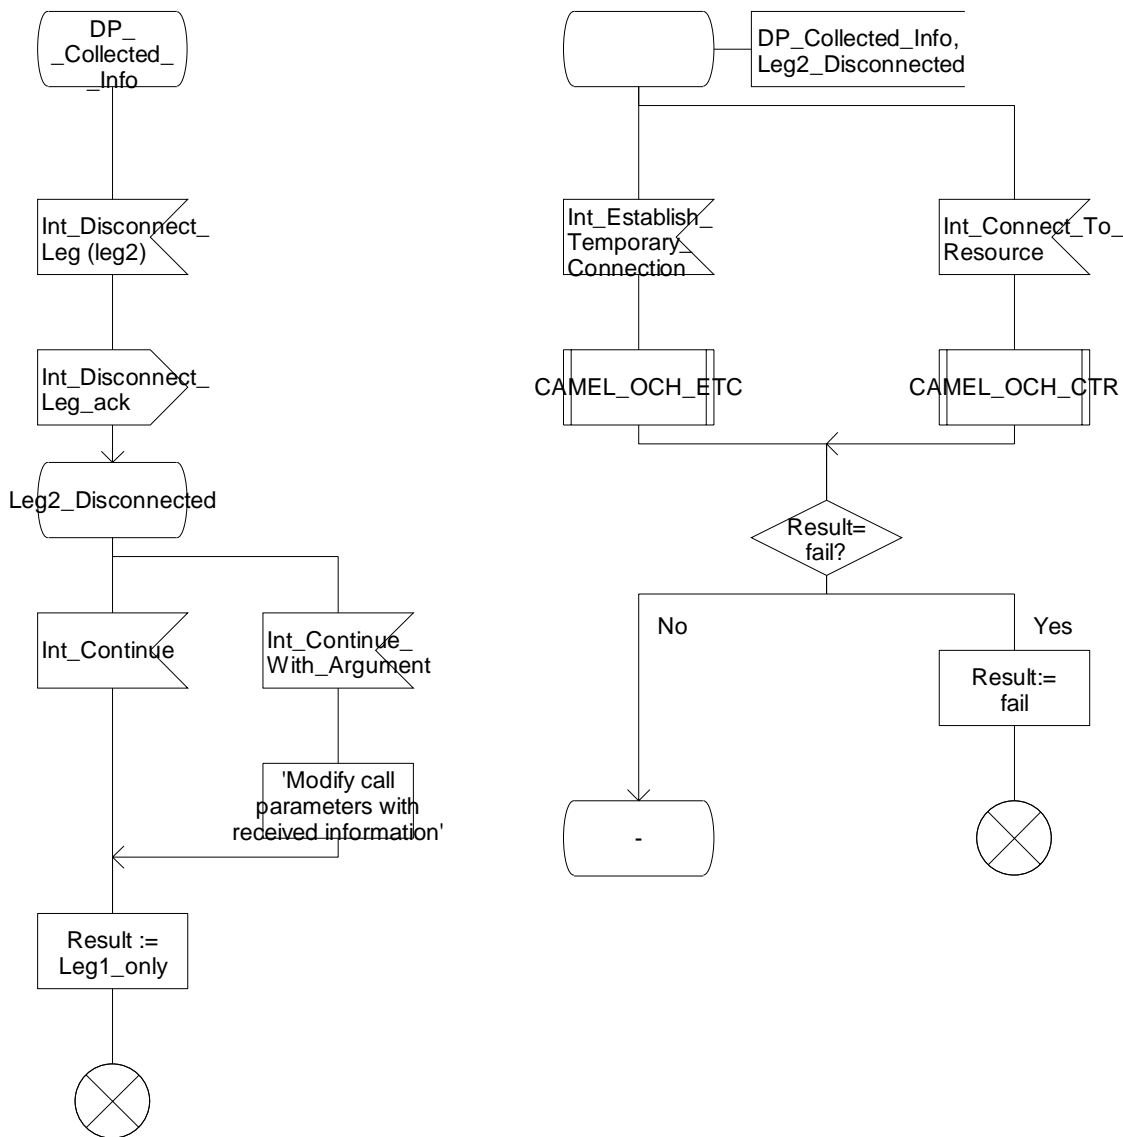 DP_
_Collected_
_Info
Int_Disconnect_
Leg (leg2)
Int_Disconnect_
Leg_ack
Leg2_Disconnected
Int_Continue
Int_Continue_
With_Argument
'Modify call
parameters with
received information'
Result :=
Leg1_only
DP_Collected_Info,
Leg2_Disconnected
Int_Establish_
Temporary_
Connection
Int_Connect_To_
Resource
CAMEL_OCH_ETC
CAMEL_OCH_CTR
Result=
fail?
No
Yes
Result:=
fail
-